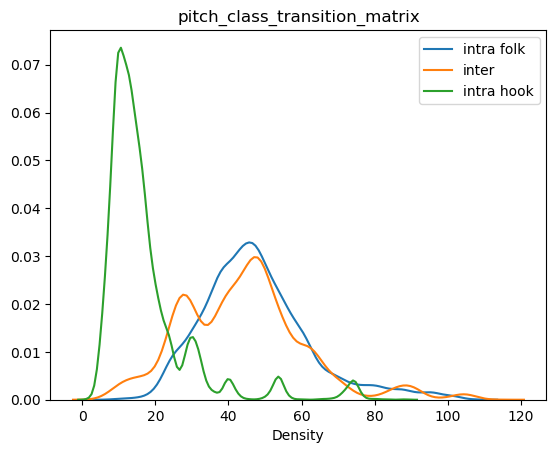 pitch_class_transition_matrix
intra folk
inter
intra hook
0.07
0.06
0.05
0.04
0.03
0.02
0.01
0.00
0 20 40 60 80 100 120
Density